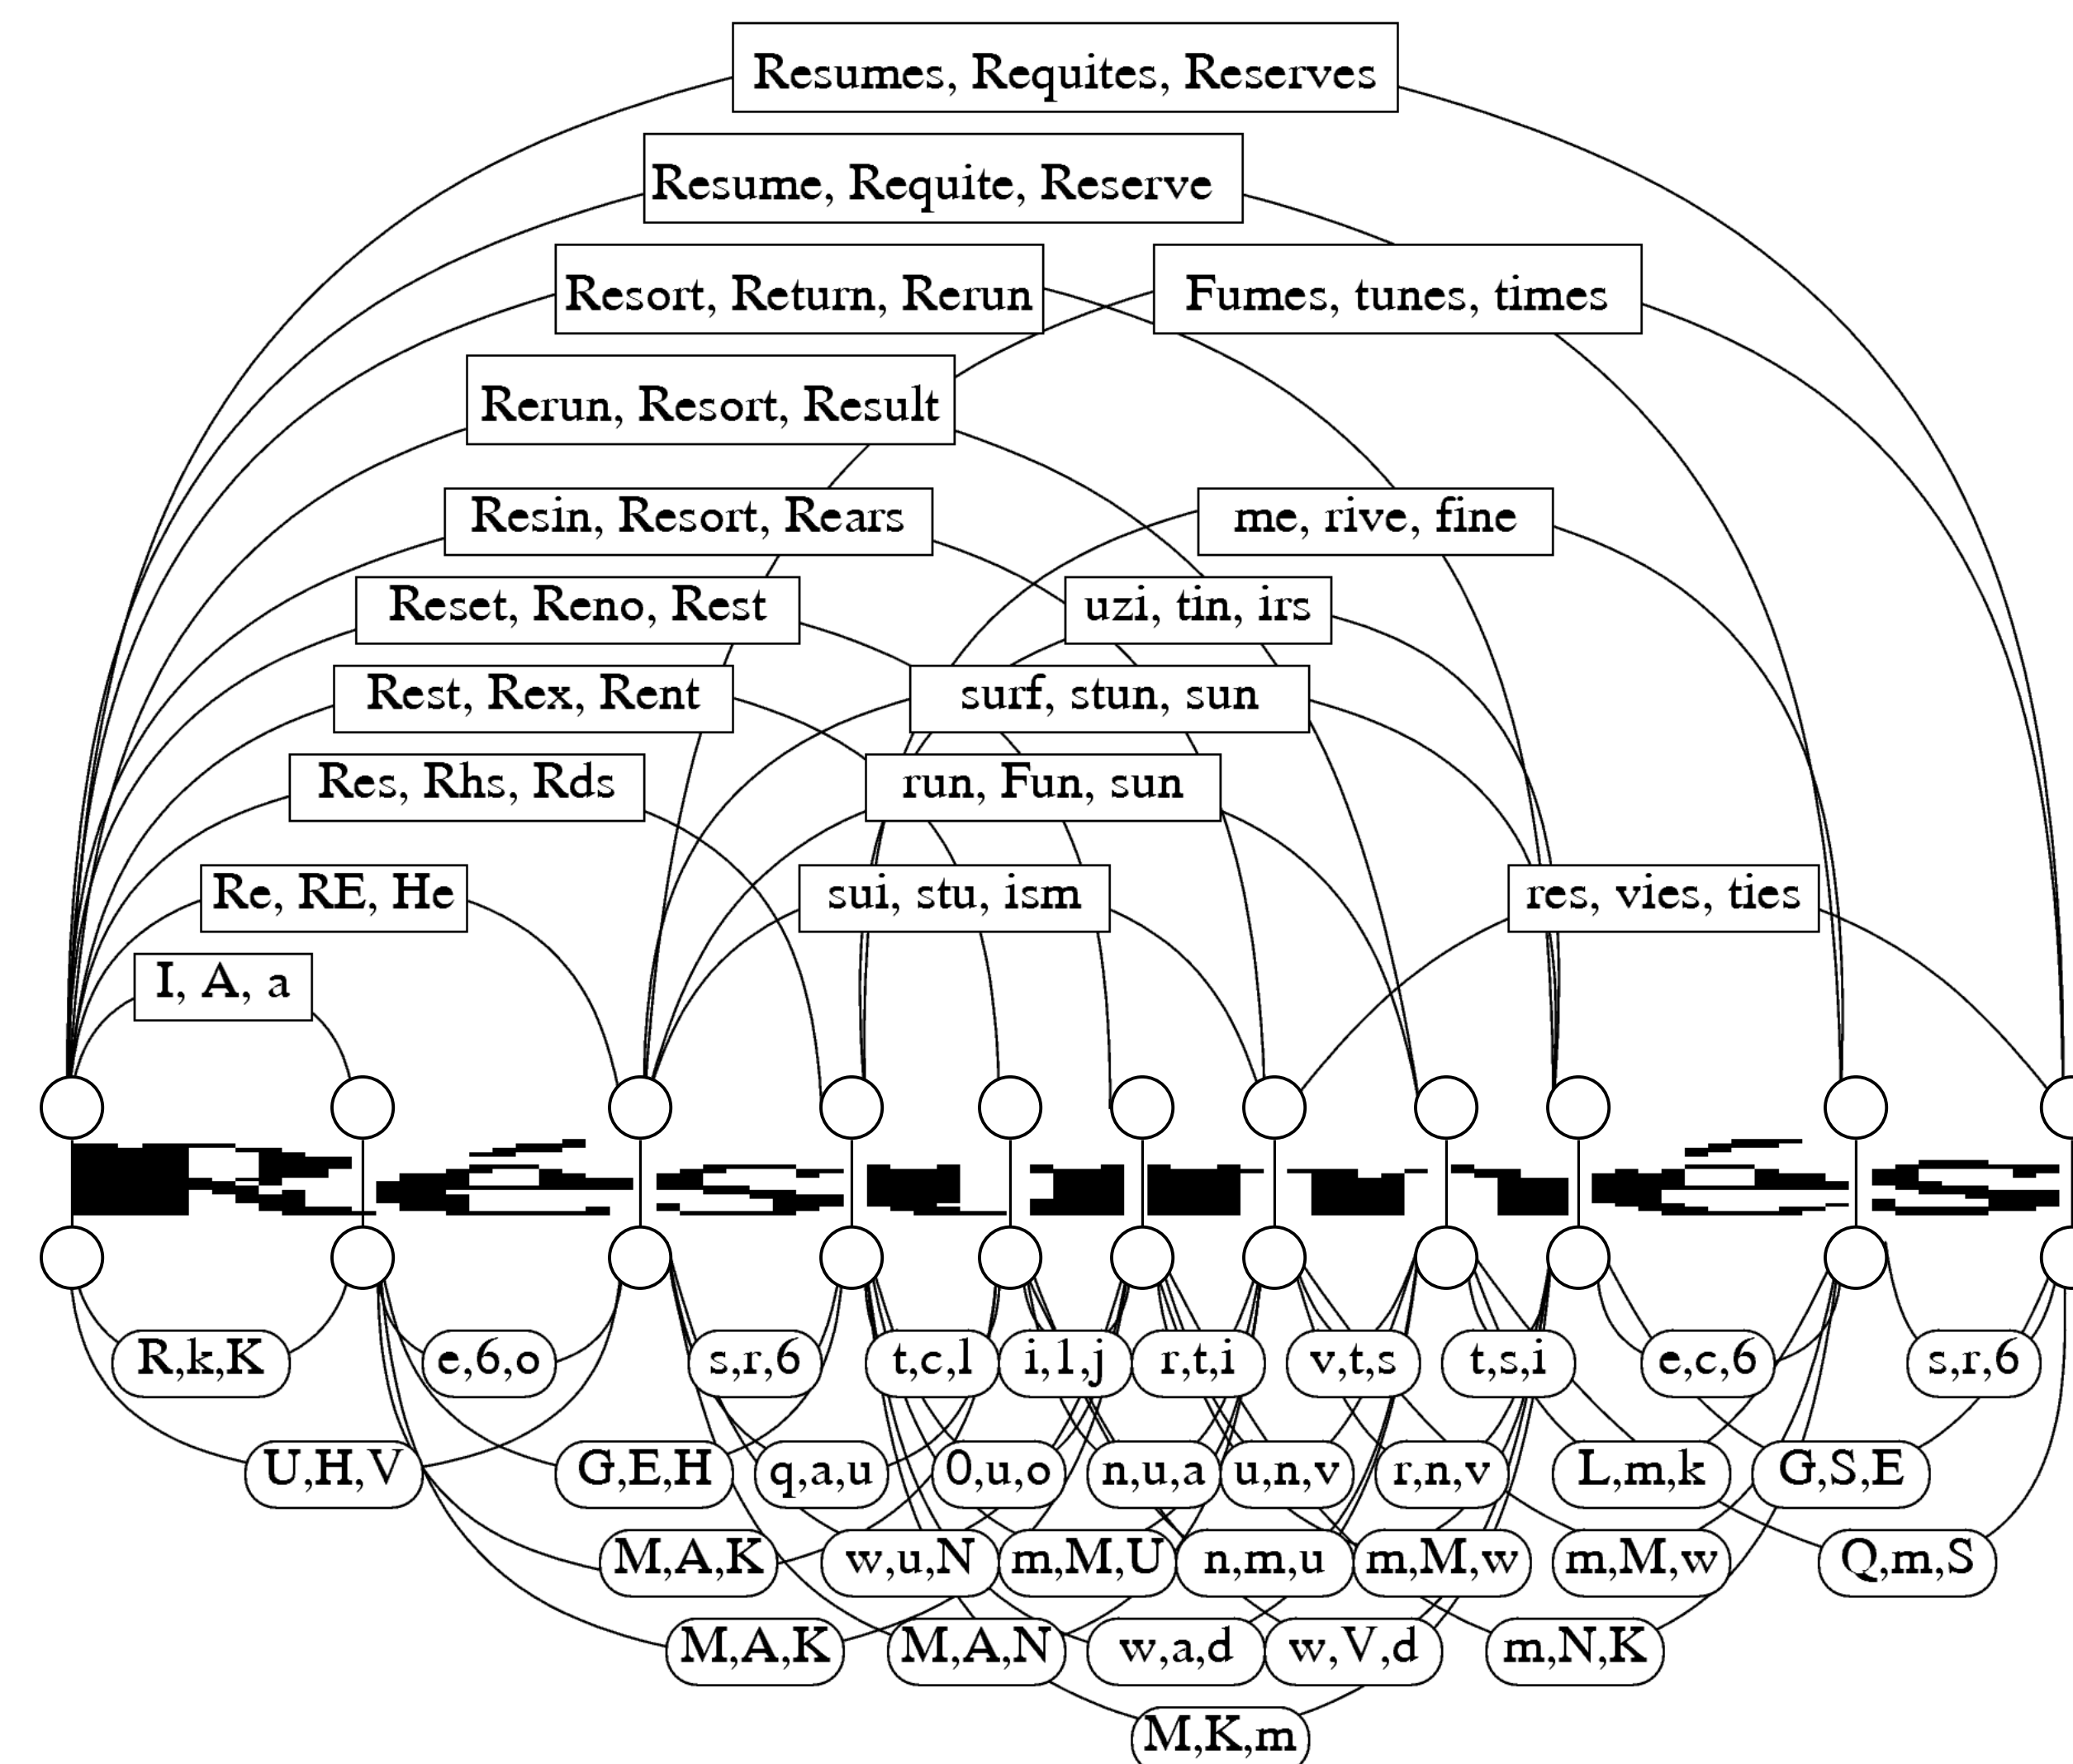 Resumes, Requites, Reserves
Resume, Requite, Reserve
Resort, Return, Rerun
Fumes, tunes, times
Rerun, Resort, Result
Resin, Resort, Rears
me, rive, fine
Reset, Reno, Rest
uzi, tin, irs
Rest, Rex, Rent
surf, stun, sun
Res, Rhs, Rds
run, Fun, sun
Re, RE, He
sui, stu, ism
res, vies, ties
I, A, a
R,k,K
e,6,o
s,r,6
t,c,l
i,1,j
r,t,i
v,t,s
t,s,i
e,c,6
s,r,6
U,H,V
G,E,H
q,a,u
0,u,o
n,u,a
u,n,v
r,n,v
L,m,k
G,S,E
M,A,K
w,u,N
m,M,U
n,m,u
m,M,w
m,M,w
Q,m,S
M,A,K
M,A,N
w,a,d
w,V,d
m,N,K
M,K,m